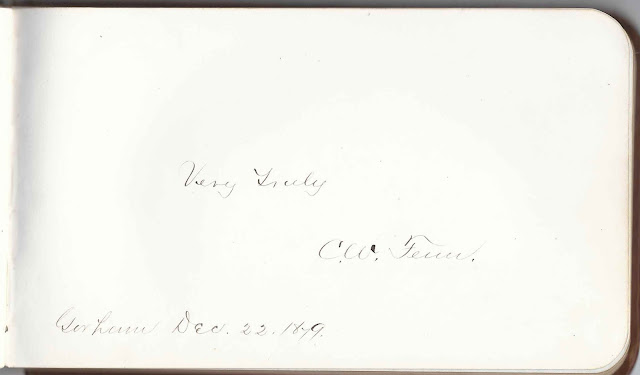 Very Truly
C.W. Fenn.
Gorham Dec. 22. 1879.